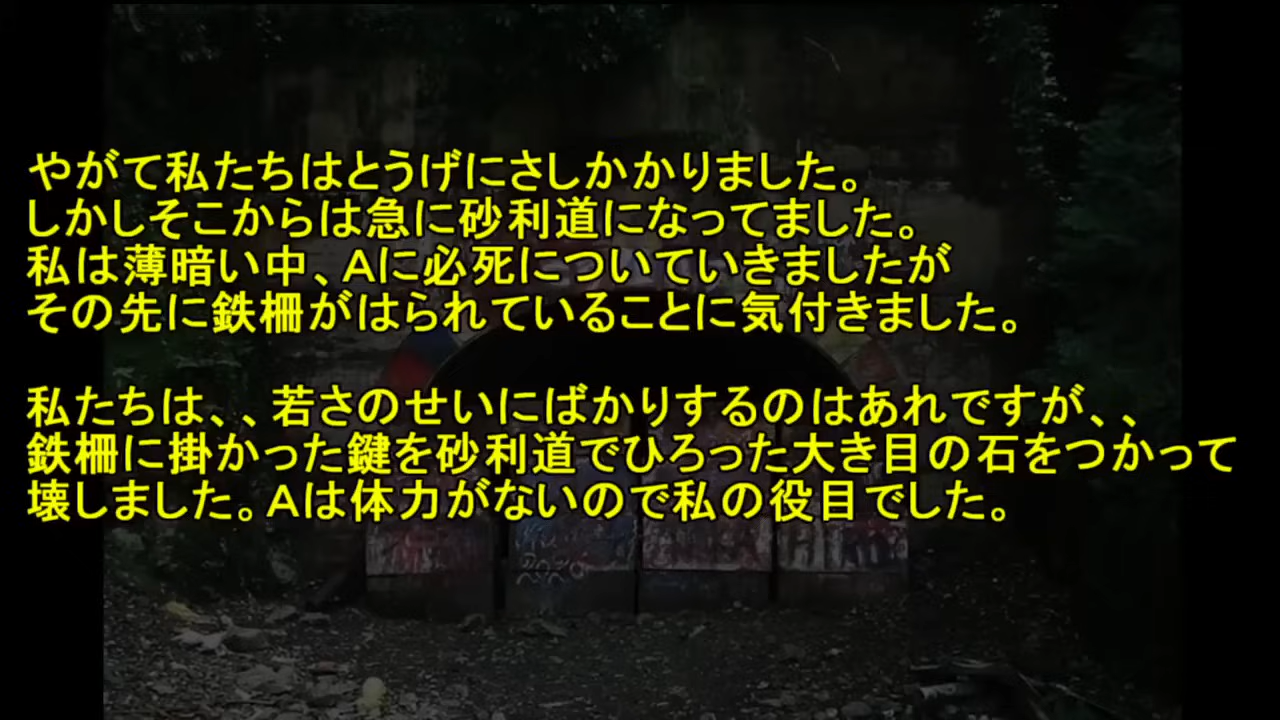 やがて私たちはとうげにさしかかりました。
しかしそこからは急に砂利道になってました。
私は薄暗い中、Aに必死についていきましたが
その先に鉄柵がはられていることに気付きました。
私たちは、、若さのせいにばかりするのはあれですが、、
鉄柵に掛かった鍵を砂利道でひろった大き目の石をつかって
壊しました。Aは体力がないので私の役目でした。